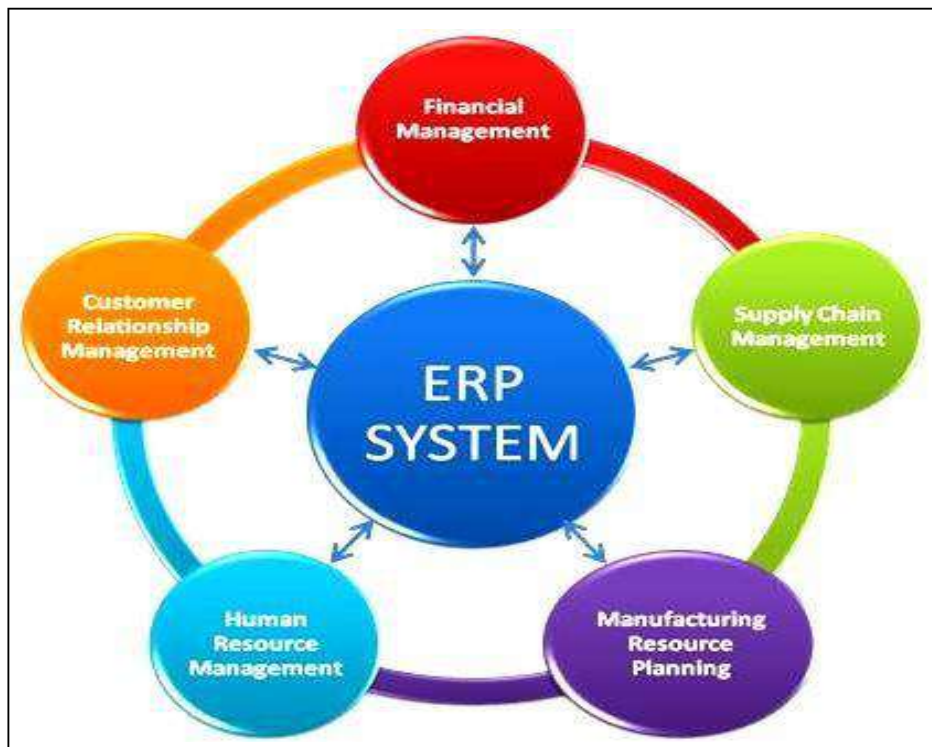 Financial
Management
Customer
Relationship
Management
Supply Chain
Management
ERP
SYSTEM
Human
Resource
Management
Manufacturing
Resource
Planning